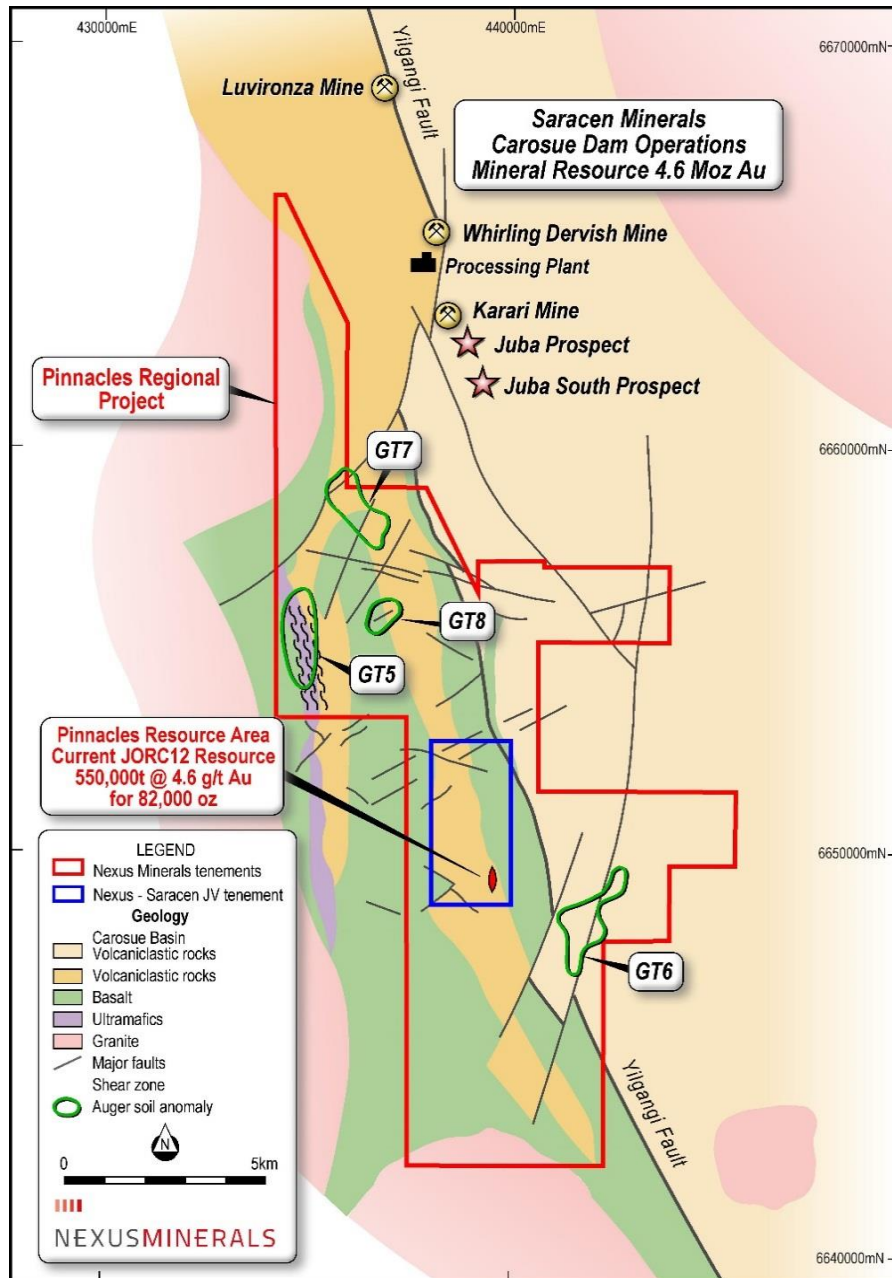 430000mE
440000mE
6670000mN
Yilgangi Fault
Luvironza Mine
Saracen Minerals
Carosue Dam Operations
Mineral Resource 4.6 Moz Au
Whirling Dervish Mine
Processing Plant
Karari Mine
Juba Prospect
Juba South Prospect
Pinnacles Regional
Project
GT7
6660000mN
GT8
GT5
Pinnacles Resource Area
Current JORC12 Resource
550,000t @ 4.6 g/t Au
for 82,000 oz
6650000mN
GT6
LEGEND
Nexus Minerals tenements
Nexus - Saracen JV tenement
Geology
Carosue Basin
Volcaniclastic rocks
Volcaniclastic rocks
Basalt
Ultramafics
Granite
Major faults
Shear zone
Auger soil anomaly
N
0
5km
NEXUSMINERALS
Yilgangi Fault
6640000mN